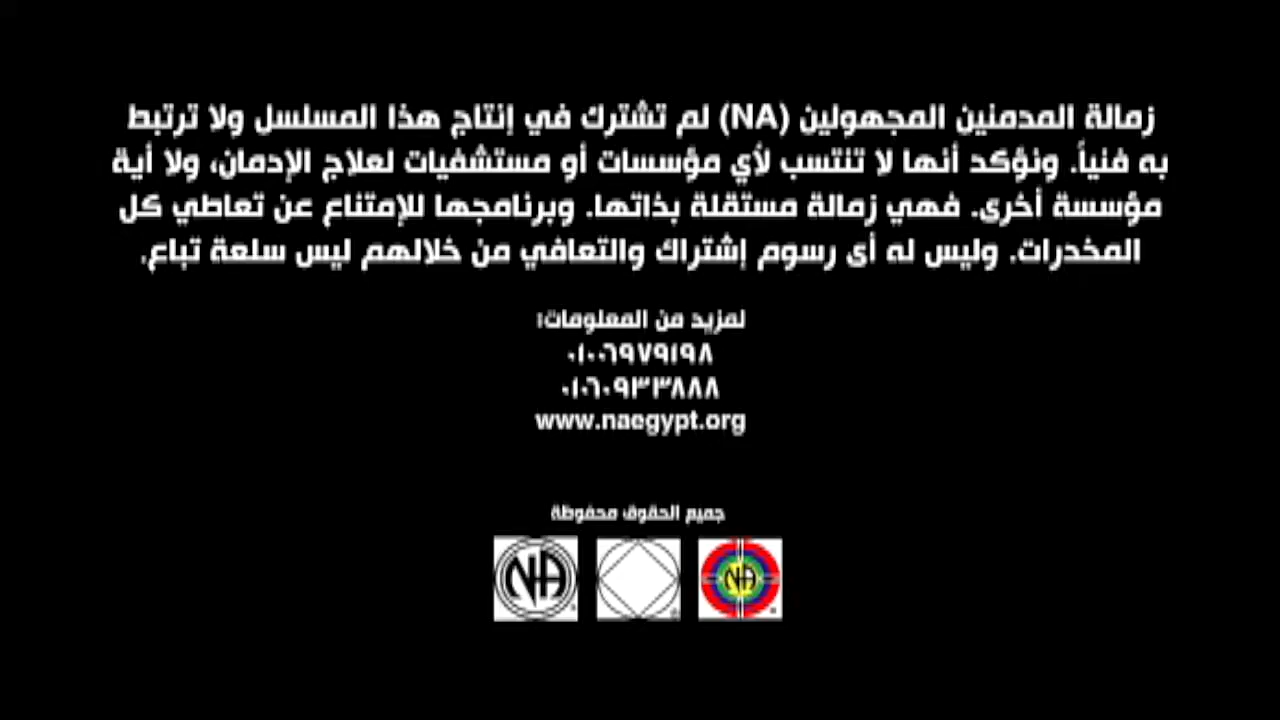 زمالة المدمنين المجهولين (NA) لم تشترك في إنتاج هذا المسلسل ولا ترتبط
به فنياً. ونؤكد أنها لا تنتسب لأي مؤسسات أو مستشفيات لعلاج الإدمان، ولا أية
مؤسسة أخرى. فهي زمالة مستقلة بذاتها. وبرنامجها للإمتناع عن تعاطي كل
المخدرات. وليس له أى رسوم إشتراك والتعافي من خلالهم ليس سلعة تباع.
لمزيد من المعلومات:
٠١٠٠٦٩٧٩١٩٨
٠١٠٦٠٩٣٣٨٨٨
www.naegypt.org
جميع الحقوق محفوظة
NA NA